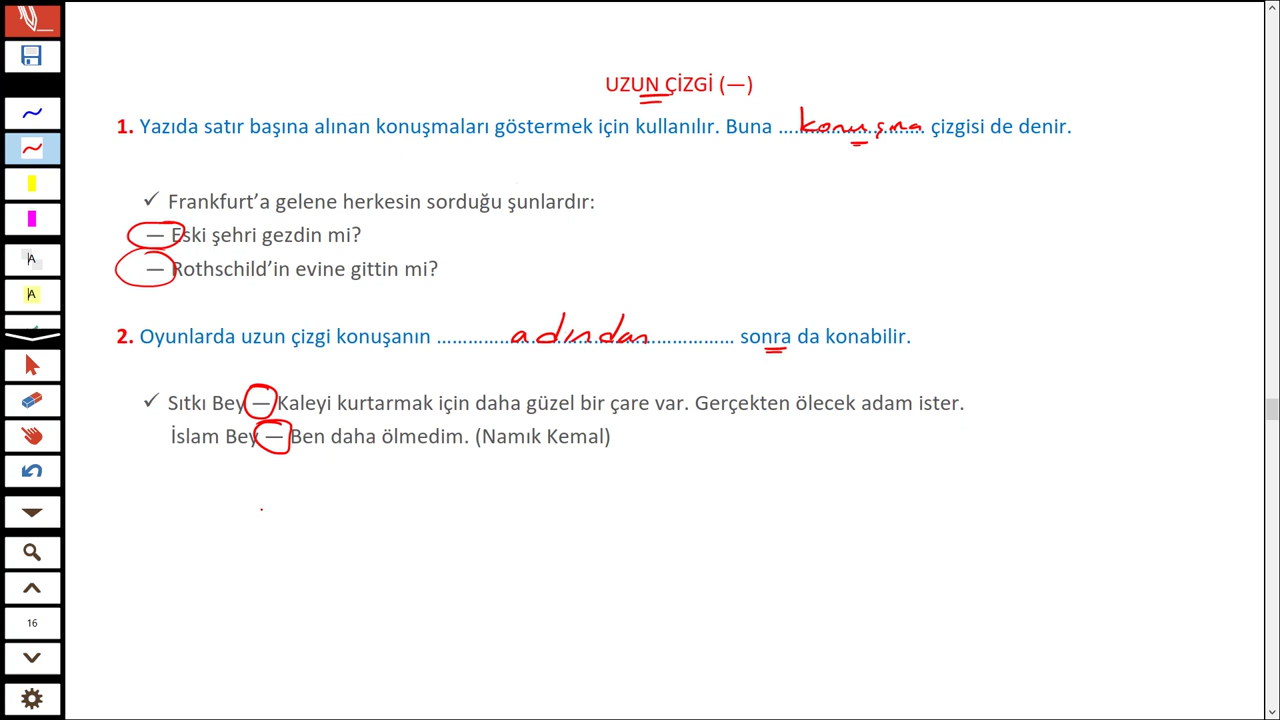 UZUN ÇİZGİ (—)
1. Yazıda satır başına alınan konuşmaları göstermek için kullanılır. Buna ...konuşma... çizgisi de denir.
✓ Frankfurt’a gelene herkesin sorduğu şunlardır:
— Eski şehri gezdin mi?
— Rothschild’in evine gittin mi?
2. Oyunlarda uzun çizgi konuşanın ............adından............ sonra da konabilir.
✓ Sıtkı Bey — Kaleyi kurtarmak için daha güzel bir çare var. Gerçekten ölecek adam ister.
İslam Bey — Ben daha ölmedim. (Namık Kemal)
A
A
16